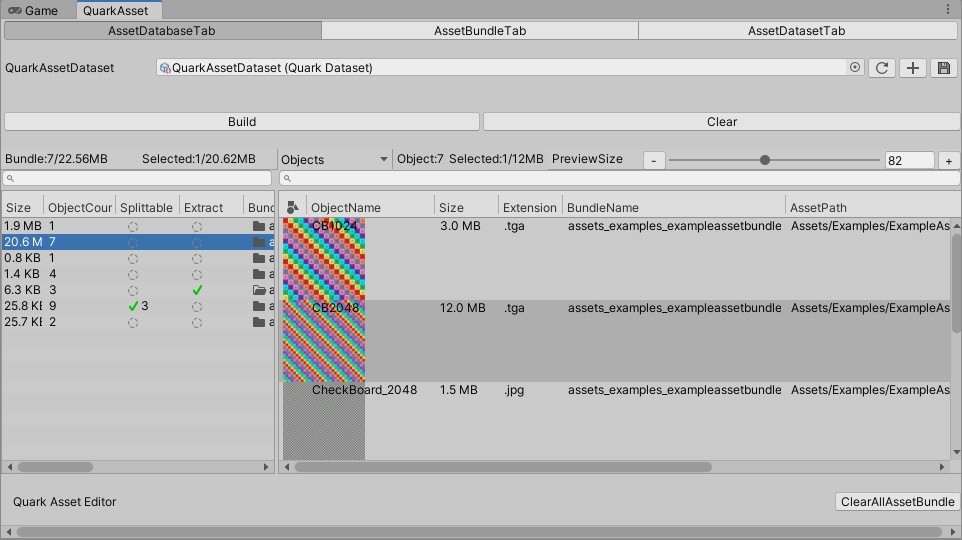 Game QuarkAsset
AssetDatabaseTab AssetBundleTab AssetDatasetTab
QuarkAssetDataset QuarkAssetDataset (Quark Dataset)
Build Clear
Bundle:7/22.56MB Selected:1/20.62MB Objects Object:7 Selected:1/12MB PreviewSize - 82 +
Size ObjectCour Splittable Extract Bunc ObjectName Size Extension BundleName AssetPath
1.9 MB 1 a CB1024 3.0 MB .tga assets_examples_exampleassetbundle Assets/Examples/ExampleAs
20.6 M 7 a
0.8 KB 1 a
1.4 KB 4 a
6.3 KB 3 a
25.8 KE 9 3 a CB2048 12.0 MB .tga assets_examples_exampleassetbundle Assets/Examples/ExampleAs
25.7 KE 2 a
CheckBoard_2048 1.5 MB .jpg assets_examples_exampleassetbundle Assets/Examples/ExampleAs
Quark Asset Editor ClearAllAssetBundle